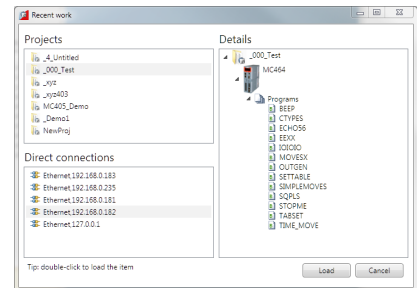 Recent work
Projects
_4_Untitled
_000_Test
_xyz
_xyz403
MC405_Demo
_Demo1
NewProj
Direct connections
Ethernet,192.168.0.183
Ethernet,192.168.0.235
Ethernet,192.168.0.181
Ethernet,192.168.0.182
Ethernet,127.0.0.1
Details
_000_Test
MC464
Programs
BEEP
CTYPES
ECHO56
EEXX
IOIOIO
MOVESX
OUTGEN
SETTABLE
SIMPLEMOVES
SQPLS
STOPME
TABSET
TIME_MOVE
Tip: double-click to load the item
Load
Cancel